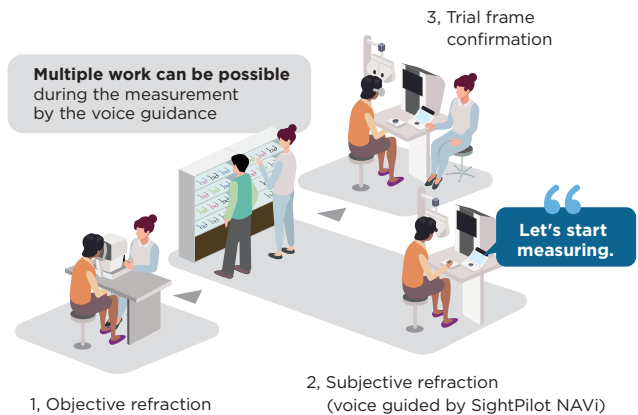 3, Trial frame
confirmation
Multiple work can be possible
during the measurement
by the voice guidance
Let's start
measuring.
1, Objective refraction
2, Subjective refraction
(voice guided by SightPilot NAVi)